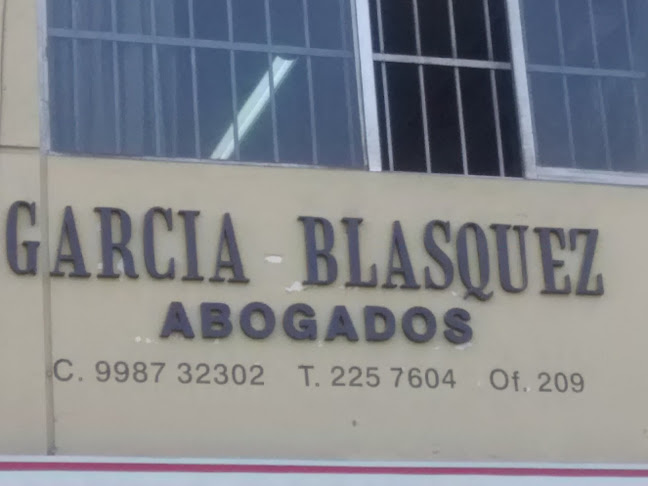 GARCIA - BLASQUEZ
ABOGADOS
C. 9987 32302 T. 225 7604 Of. 209